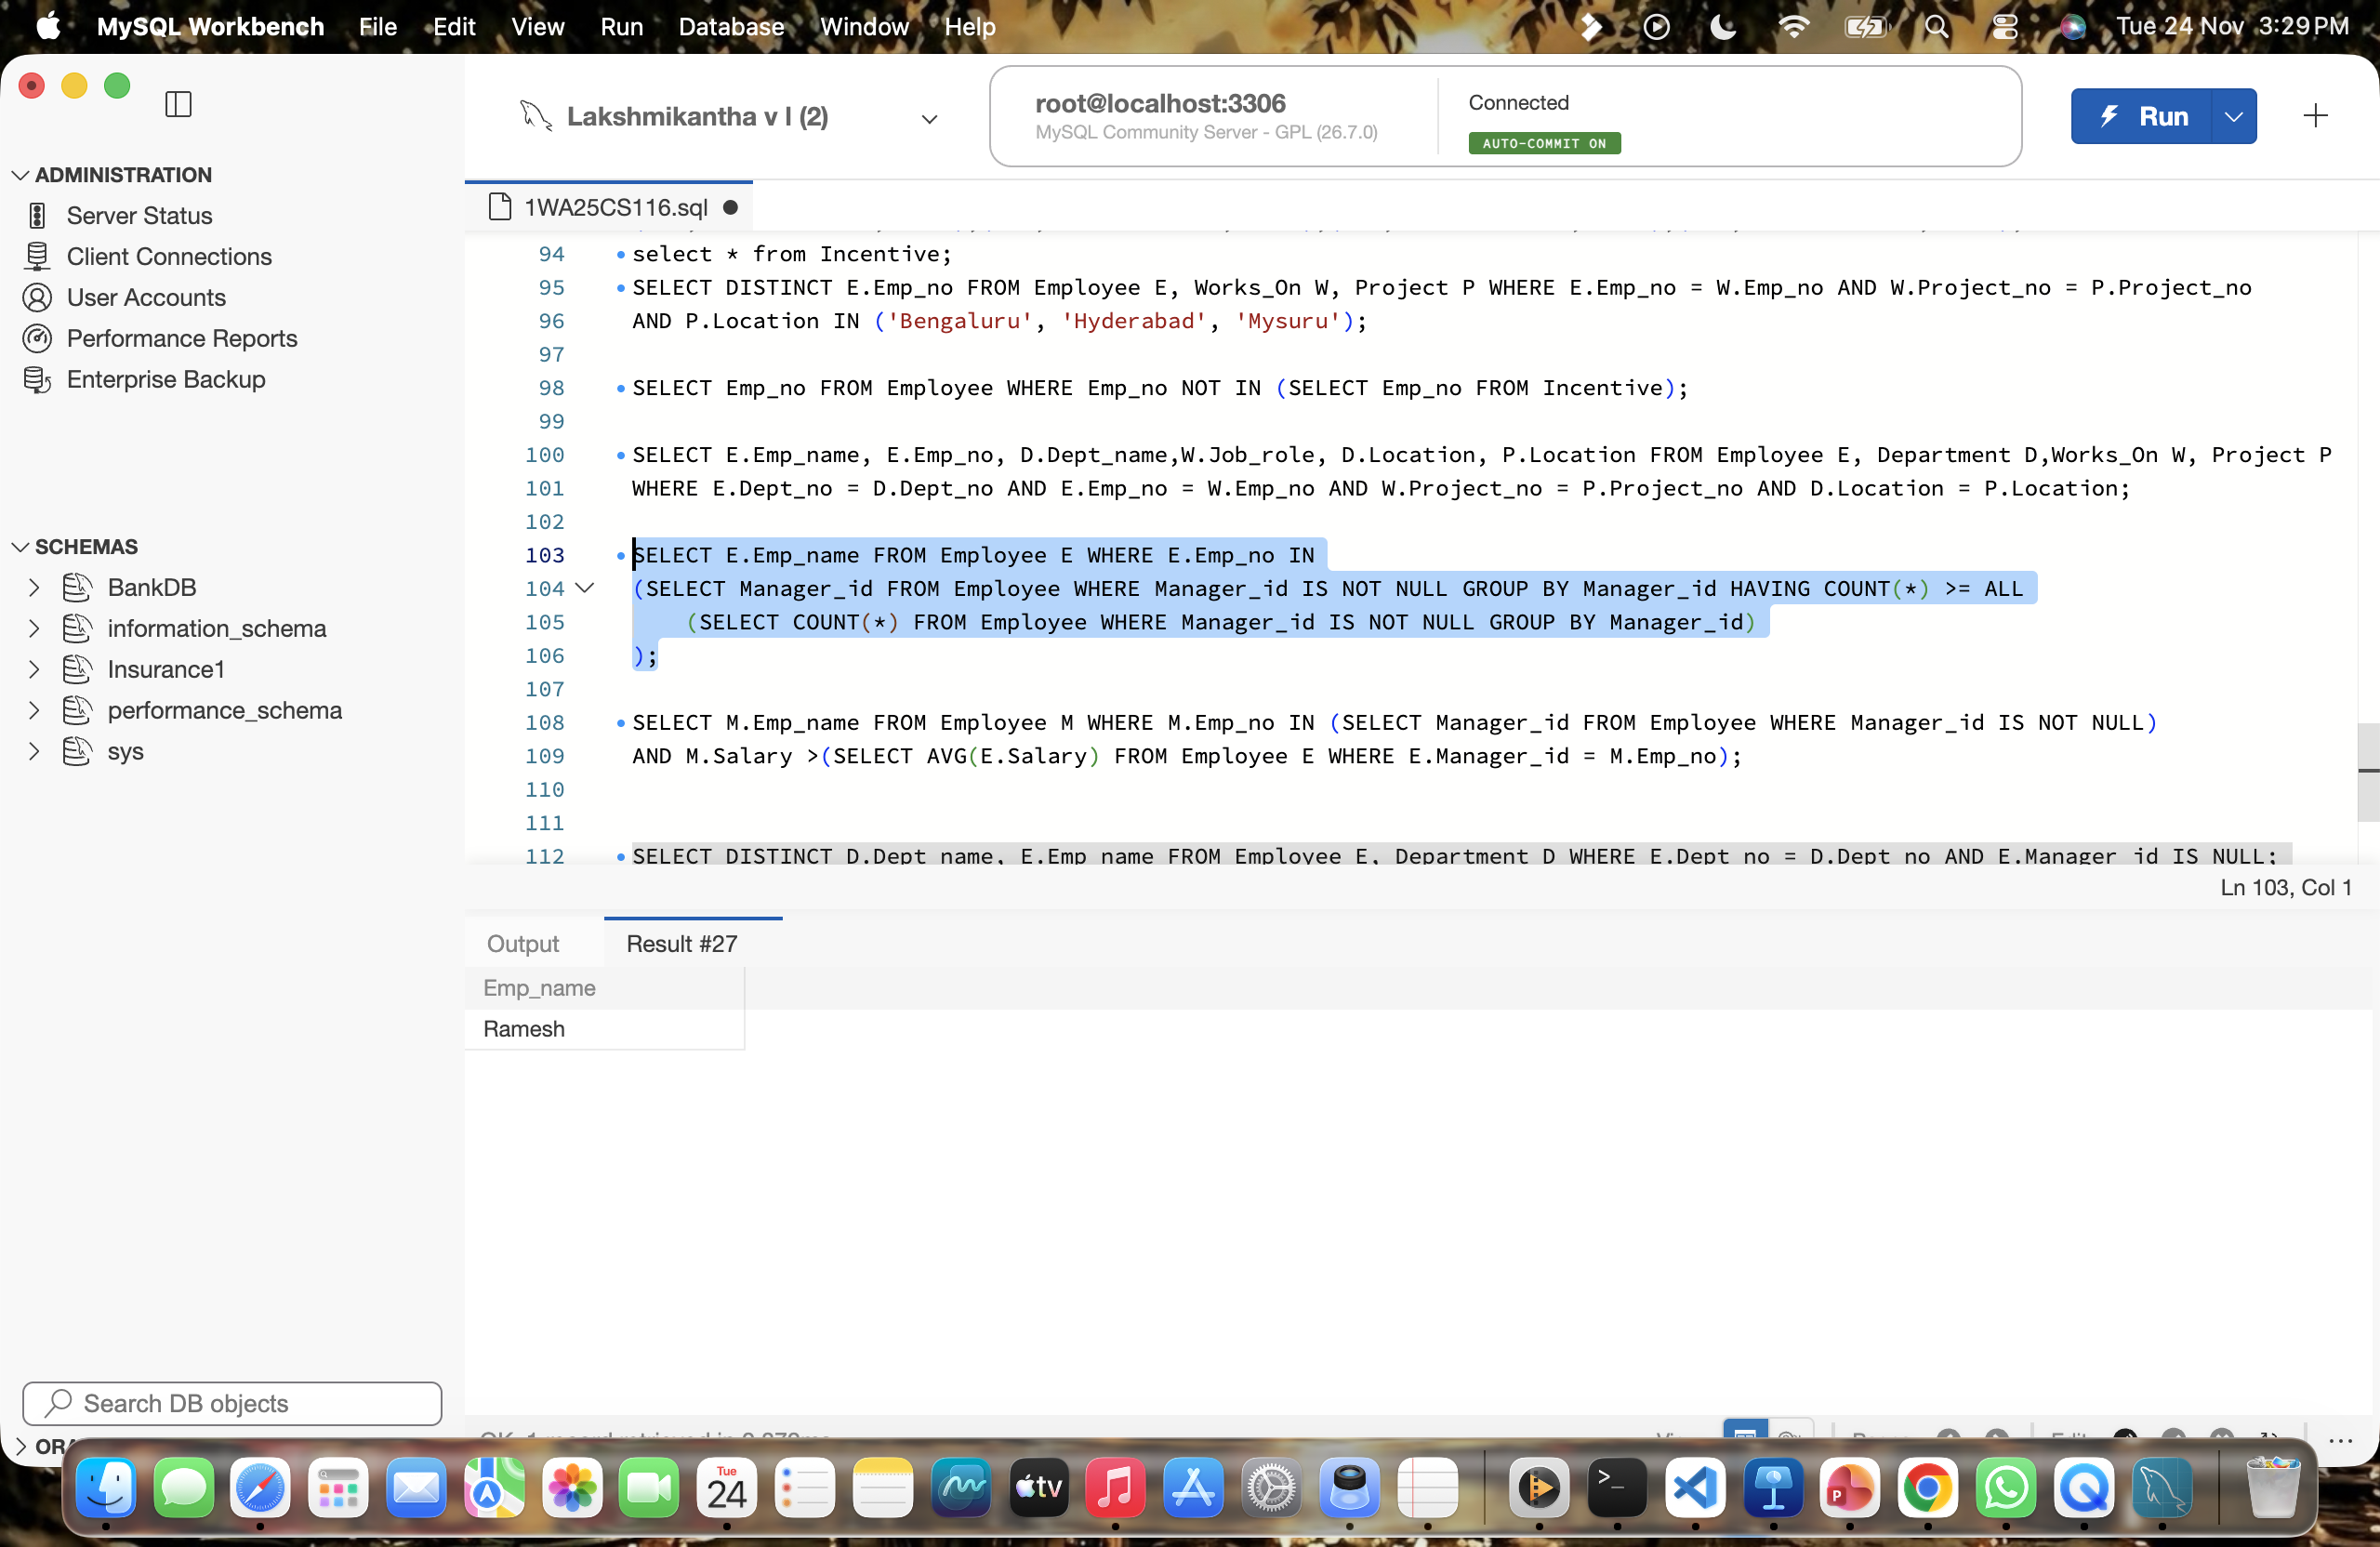 MySQL Workbench File Edit View Run Database Window Help Tue 24 Nov 3:29 PM
Lakshmikantha v l (2)
root@localhost:3306
MySQL Community Server - GPL (26.7.0)
Connected
AUTO-COMMIT ON
Run
ADMINISTRATION
Server Status
Client Connections
User Accounts
Performance Reports
Enterprise Backup
SCHEMAS
BankDB
information_schema
Insurance1
performance_schema
sys
Search DB objects
1WA25CS116.sql
94 select * from Incentive;
95 SELECT DISTINCT E.Emp_no FROM Employee E, Works_On W, Project P WHERE E.Emp_no = W.Emp_no AND W.Project_no = P.Project_no
96 AND P.Location IN ('Bengaluru', 'Hyderabad', 'Mysuru');
97
98 SELECT Emp_no FROM Employee WHERE Emp_no NOT IN (SELECT Emp_no FROM Incentive);
99
100 SELECT E.Emp_name, E.Emp_no, D.Dept_name,W.Job_role, D.Location, P.Location FROM Employee E, Department D,Works_On W, Project P
101 WHERE E.Dept_no = D.Dept_no AND E.Emp_no = W.Emp_no AND W.Project_no = P.Project_no AND D.Location = P.Location;
102
103 SELECT E.Emp_name FROM Employee E WHERE E.Emp_no IN
104 (SELECT Manager_id FROM Employee WHERE Manager_id IS NOT NULL GROUP BY Manager_id HAVING COUNT(*) >= ALL
105 (SELECT COUNT(*) FROM Employee WHERE Manager_id IS NOT NULL GROUP BY Manager_id)
106 );
107
108 SELECT M.Emp_name FROM Employee M WHERE M.Emp_no IN (SELECT Manager_id FROM Employee WHERE Manager_id IS NOT NULL)
109 AND M.Salary >(SELECT AVG(E.Salary) FROM Employee E WHERE E.Manager_id = M.Emp_no);
110
111
112 SELECT DISTINCT D.Dept_name, E.Emp_name FROM Employee E, Department D WHERE E.Dept_no = D.Dept_no AND E.Manager_id IS NULL;
Ln 103, Col 1
Output Result #27
Emp_name
Ramesh
Tue
24
tv
P